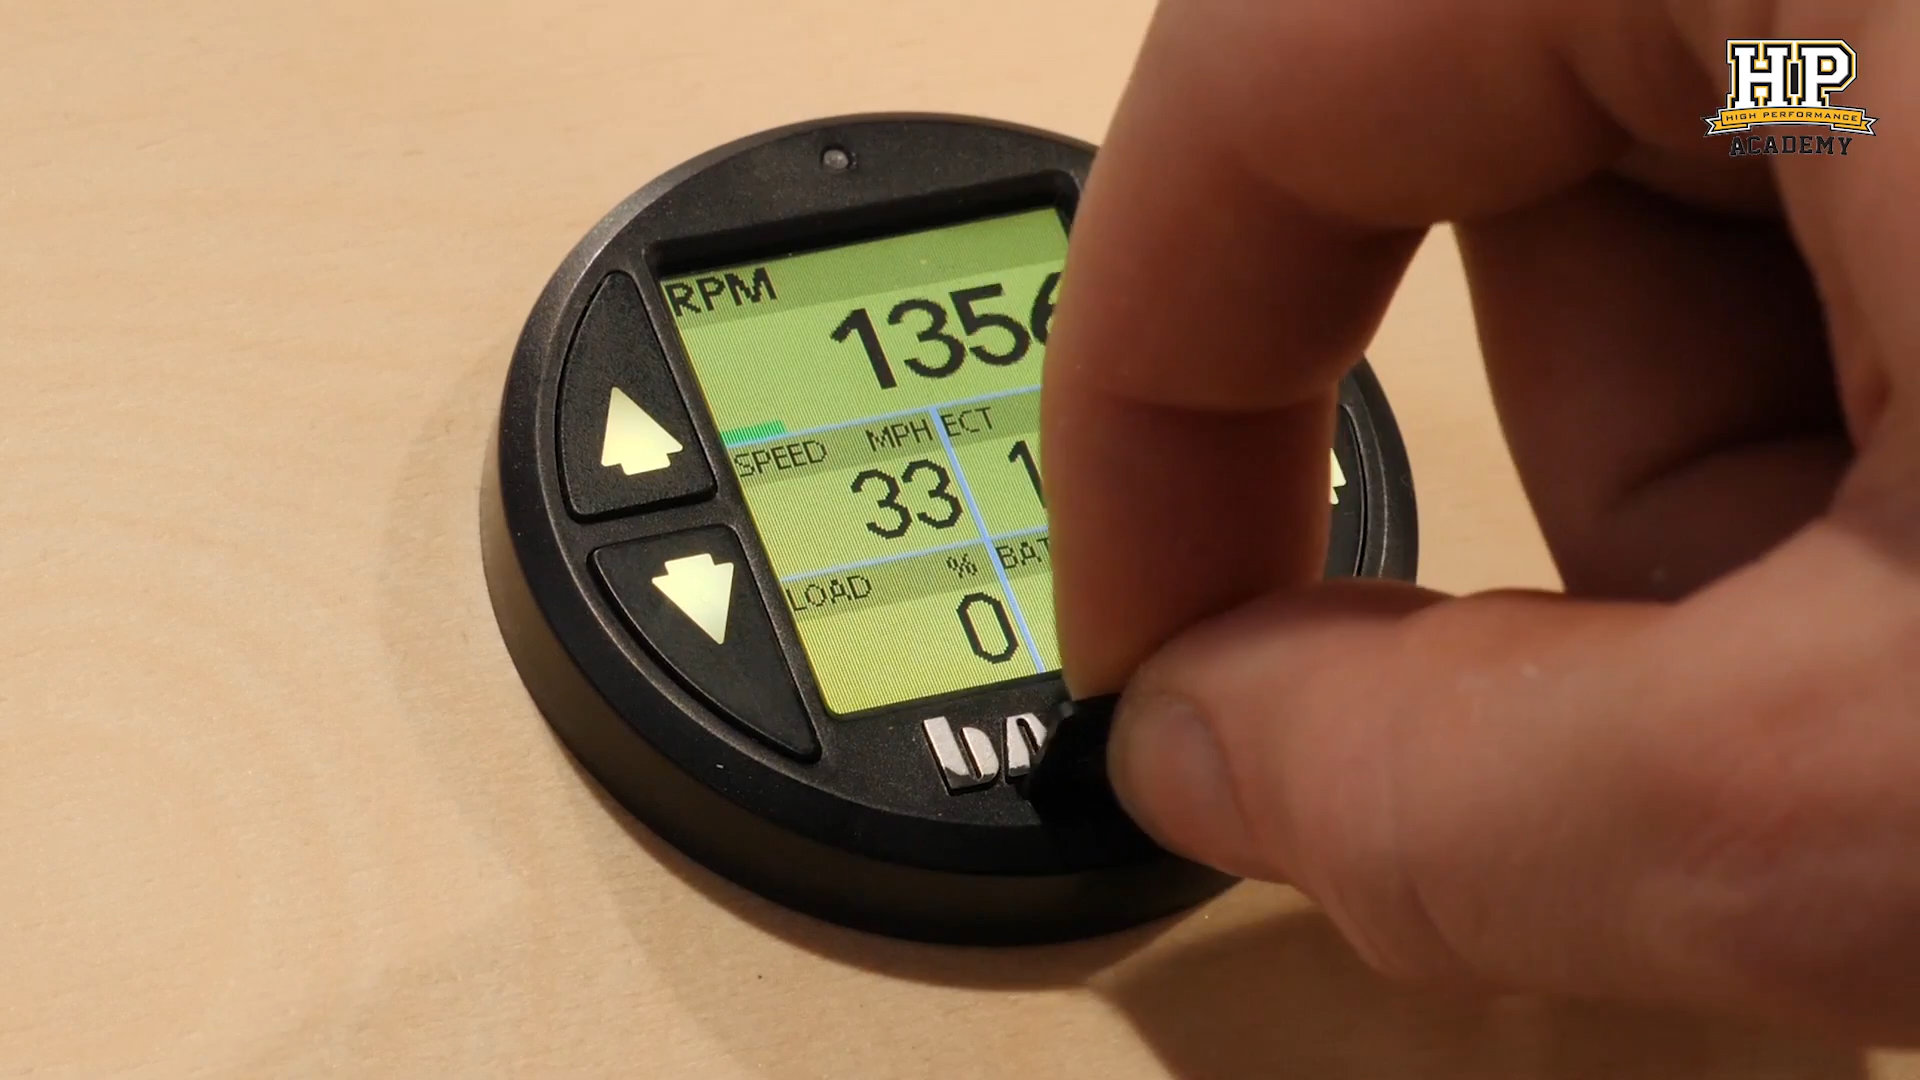 HP
HIGH PERFORMANCE
ACADEMY
RPM
1356
SPEED MPH
33
ECT
LOAD %
0